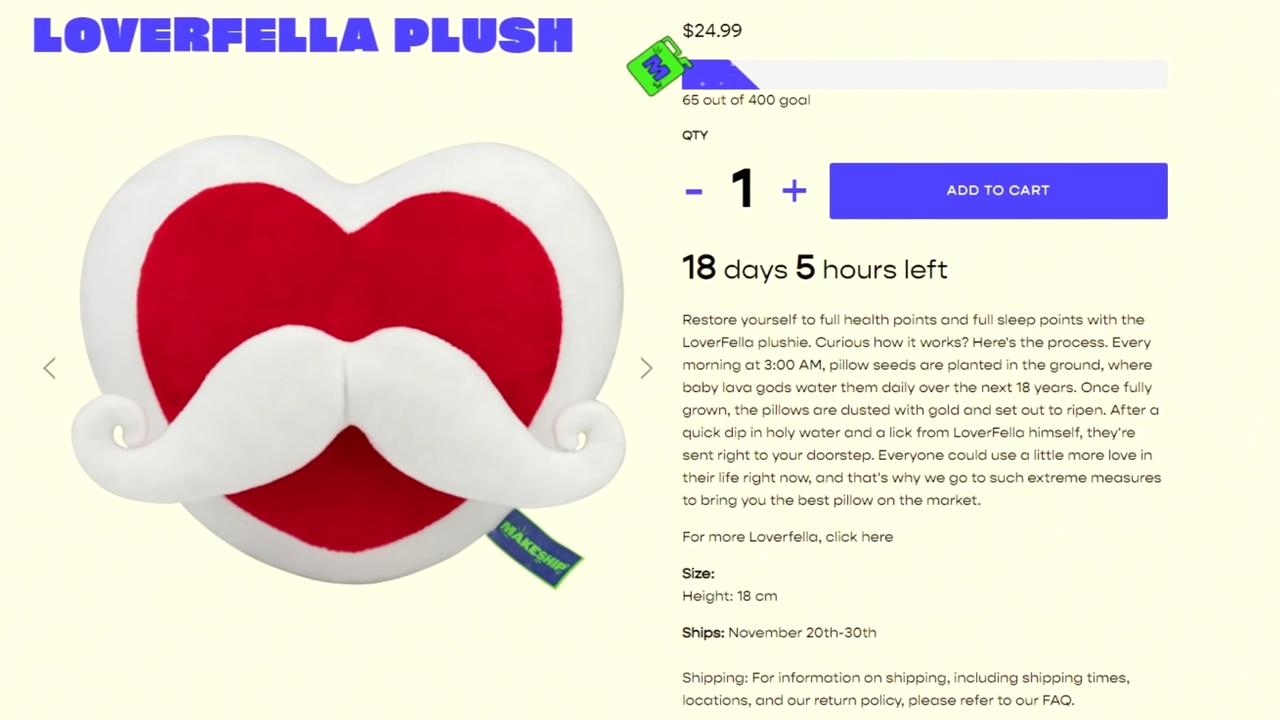 LOVERFELLA PLUSH
$24.99
M
65 out of 400 goal
QTY
- 1 +
ADD TO CART
18 days 5 hours left
Restore yourself to full health points and full sleep points with the
LoverFella plushie. Curious how it works? Here's the process. Every
morning at 3:00 AM, pillow seeds are planted in the ground, where
baby lava gods water them daily over the next 18 years. Once fully
grown, the pillows are dusted with gold and set out to ripen. After a
quick dip in holy water and a lick from LoverFella himself, they're
sent right to your doorstep. Everyone could use a little more love in
their life right now, and that's why we go to such extreme measures
to bring you the best pillow on the market.
MAKESHIP
For more Loverfella, click here
Size:
Height: 18 cm
Ships: November 20th-30th
Shipping: For information on shipping, including shipping times,
locations, and our return policy, please refer to our FAQ.